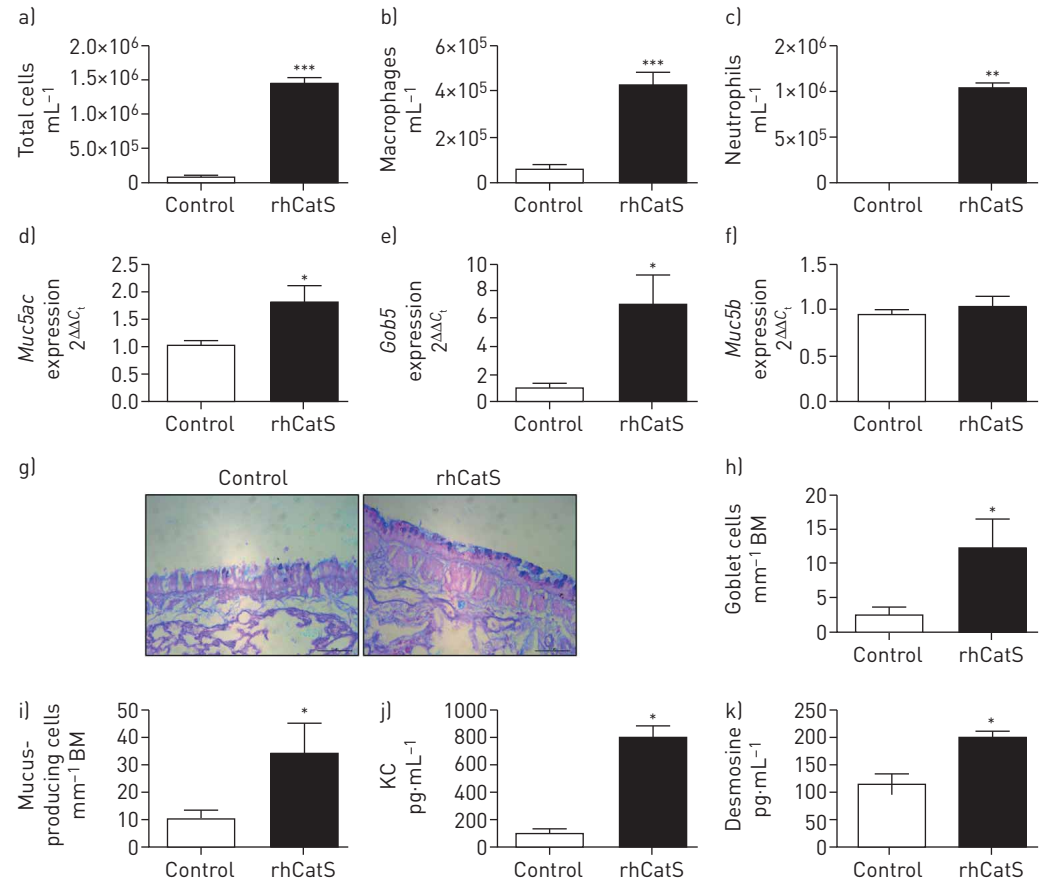 a)
Total cells
mL⁻¹
2.0×10⁶
1.5×10⁶
1.0×10⁶
5.0×10⁵
0
***
Control rhCatS
b)
Macrophages
mL⁻¹
6×10⁵
4×10⁵
2×10⁵
0
***
Control rhCatS
c)
Neutrophils
mL⁻¹
2×10⁶
1×10⁶
5×10⁵
0
**
Control rhCatS
d)
Muc5ac
expression
2ΔΔCt
2.5
2.0
1.5
1.0
0.5
0.0
*
Control rhCatS
e)
Gob5
expression
2ΔΔCt
10
8
6
4
2
0
*
Control rhCatS
f)
Muc5b
expression
2ΔΔCt
1.5
1.0
0.5
0.0
Control rhCatS
g)
Control rhCatS
h)
Goblet cells
mm⁻¹ BM
20
15
10
5
0
*
Control rhCatS
i)
Mucus-
producing cells
mm⁻¹ BM
50
40
30
20
10
0
*
Control rhCatS
j)
KC
pg·mL⁻¹
1000
800
600
400
200
0
*
Control rhCatS
k)
Desmosine
pg·mL⁻¹
250
200
150
100
50
0
*
Control rhCatS